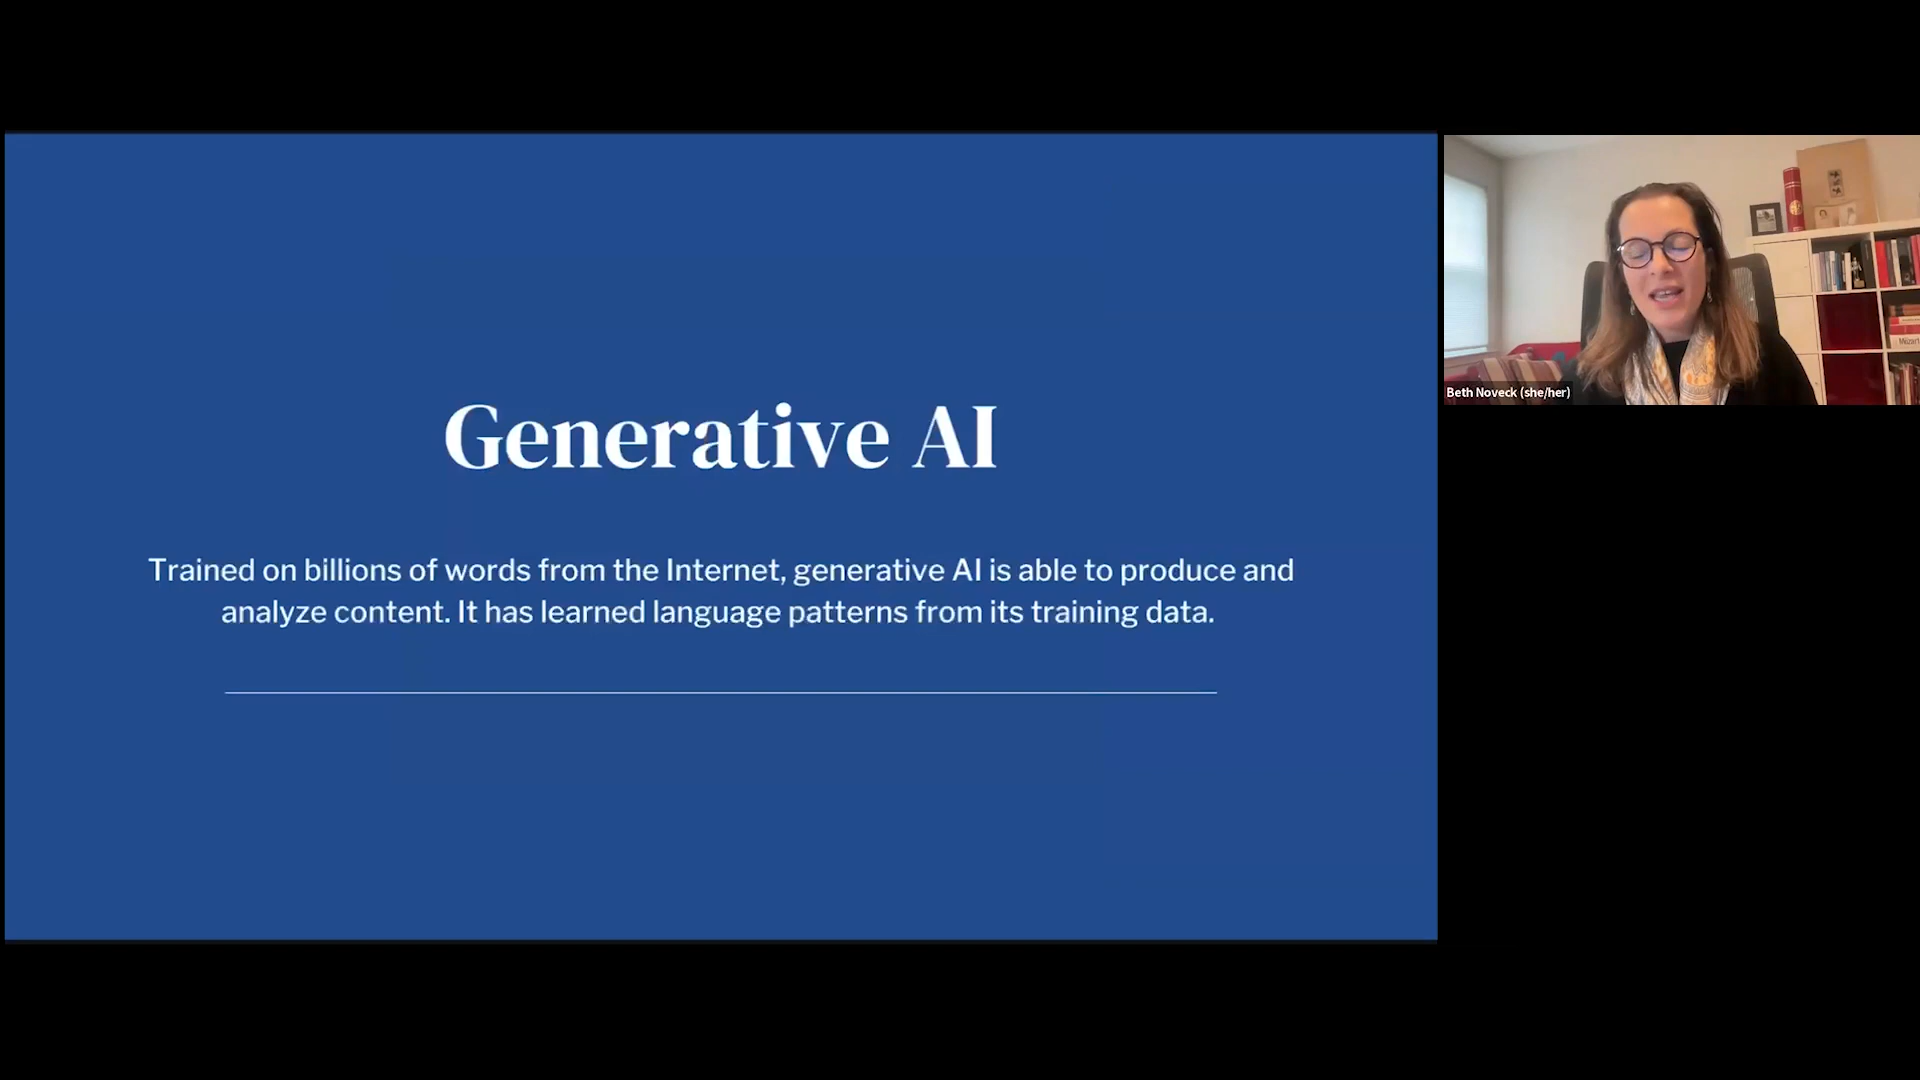 Generative AI
Trained on billions of words from the Internet, generative AI is able to produce and
analyze content. It has learned language patterns from its training data.
Beth Noveck (she/her)